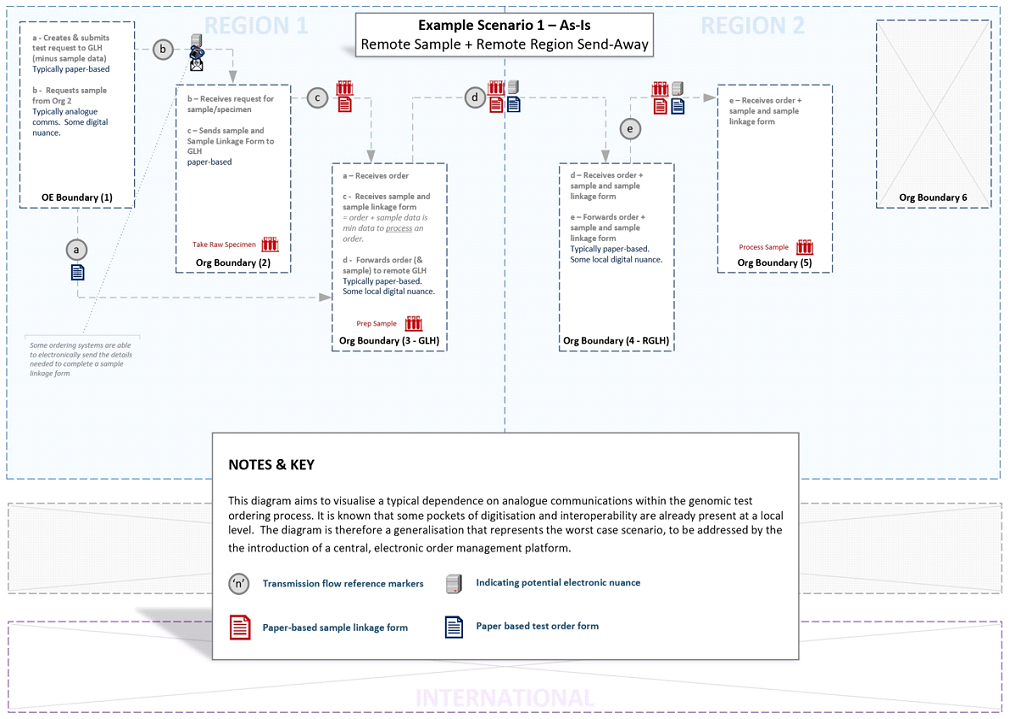 REGION 1
Example Scenario 1 – As-Is
Remote Sample + Remote Region Send-Away
REGION 2
a - Creates & submits
test request to GLH
(minus sample data)
Typically paper-based
b - Requests sample
from Org 2
Typically analogue
comms. Some digital
nuance.
OE Boundary (1)
b
b – Receives request for
sample/specimen
c – Sends sample and
Sample Linkage Form to
GLH
paper-based
Take Raw Specimen
Org Boundary (2)
c
a
a – Receives order
c - Receives sample and
sample linkage form
= order + sample data is
min data to process an
order.
d - Forwards order (&
sample) to remote GLH
Typically paper-based.
Some local digital nuance.
Prep Sample
Org Boundary (3 - GLH)
d
d – Receives order +
sample and sample
linkage form
e – Forwards order +
sample and sample
linkage form
Typically paper-based.
Some local digital nuance.
Org Boundary (4 - RGLH)
e
e – Receives order +
sample and sample
linkage form
Process Sample
Org Boundary (5)
Org Boundary 6
Some ordering systems are able
to electronically send the details
needed to complete a sample
linkage form
NOTES & KEY
This diagram aims to visualise a typical dependence on analogue communications within the genomic test
ordering process. It is known that some pockets of digitisation and interoperability are already present at a local
level. The diagram is therefore a generalisation that represents the worst case scenario, to be addressed by the
the introduction of a central, electronic order management platform.
'n'
Transmission flow reference markers
Indicating potential electronic nuance
Paper-based sample linkage form
Paper based test order form
INTERNATIONAL